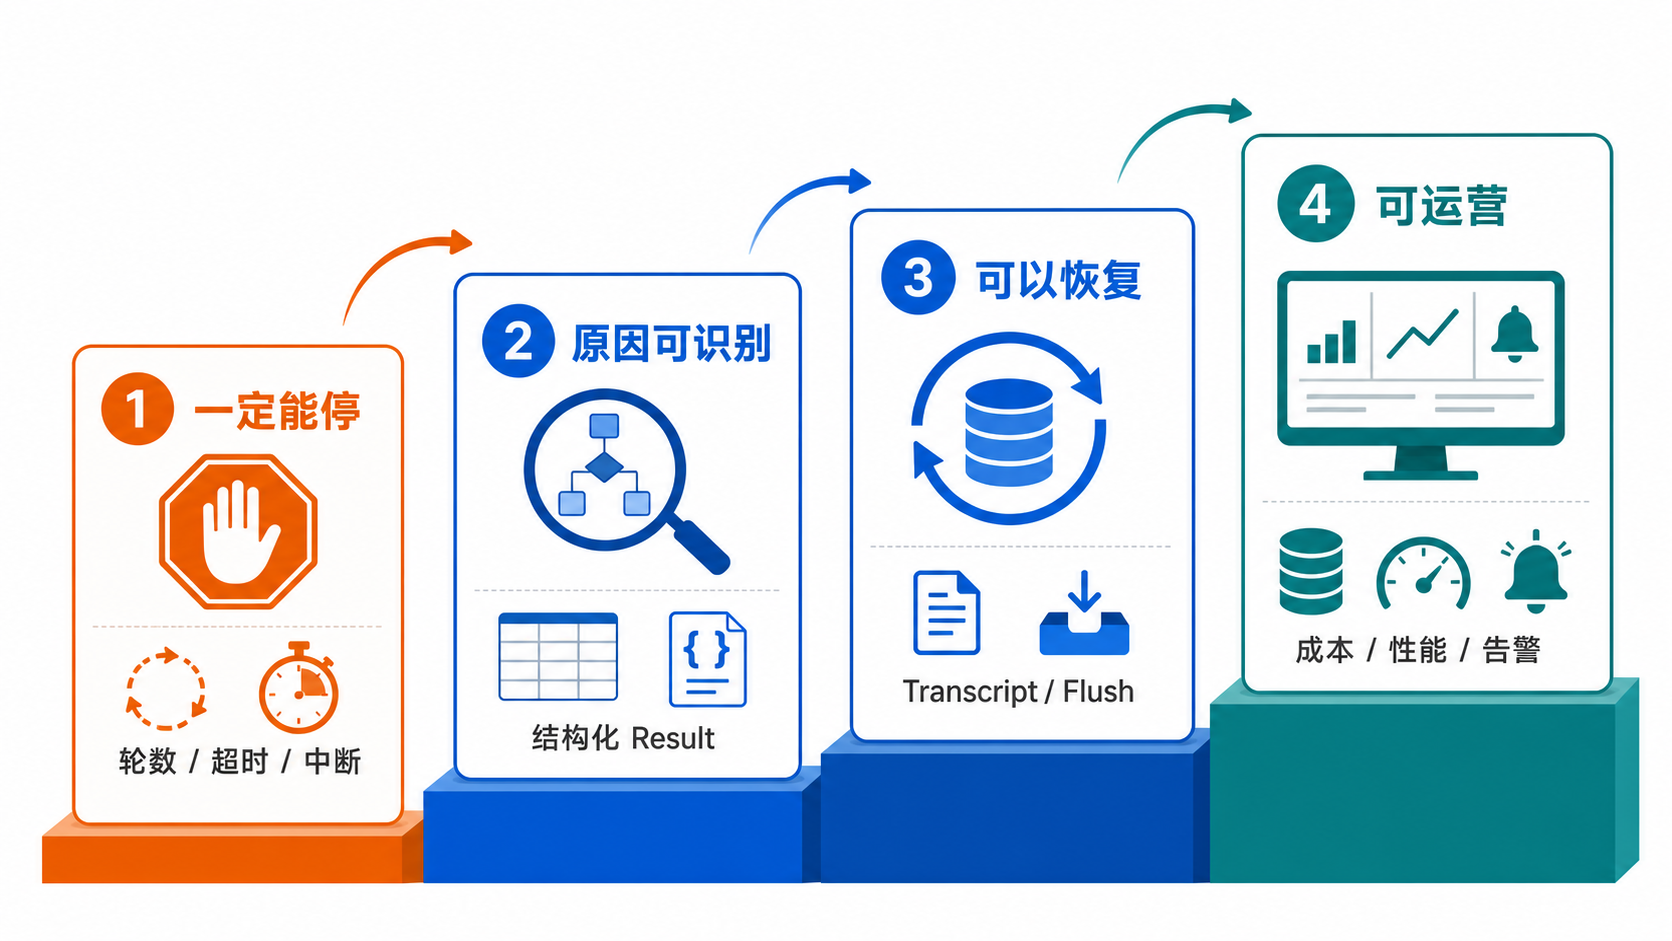 1 一定能停
轮数 / 超时 / 中断
2 原因可识别
{ }
结构化 Result
3 可以恢复
Transcript / Flush
4 可运营
成本 / 性能 / 告警